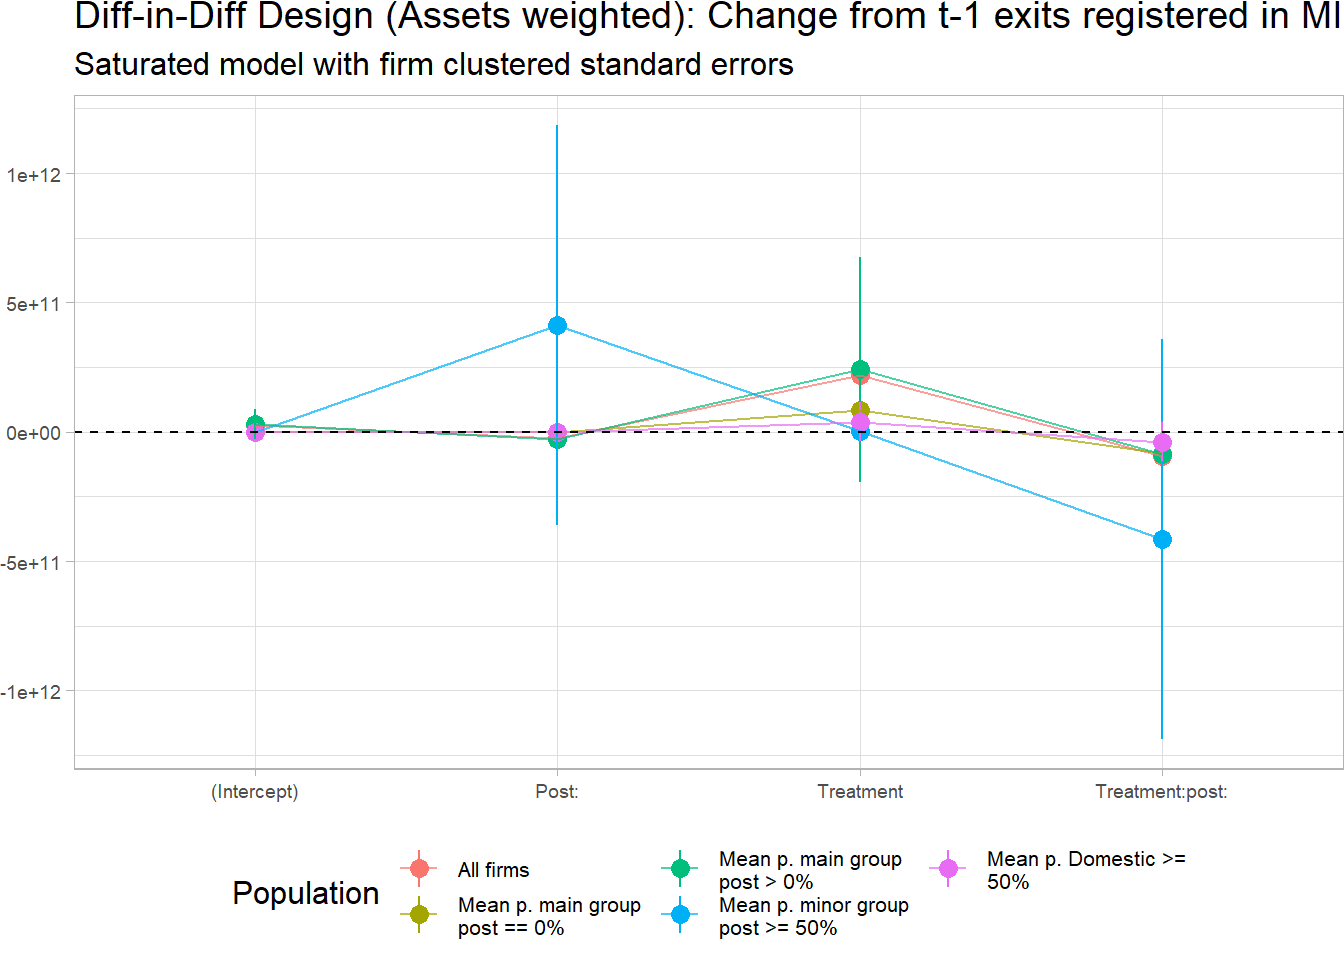 Diff-in-Diff Design (Assets weighted): Change from t-1 exits registered in MI
Saturated model with firm clustered standard errors
1e+12
5e+11
0e+00
-5e+11
-1e+12
(Intercept)
Post:
Treatment
Treatment:post:
Population
All firms
Mean p. main group
post == 0%
Mean p. main group
post > 0%
Mean p. minor group
post >= 50%
Mean p. Domestic >=
50%